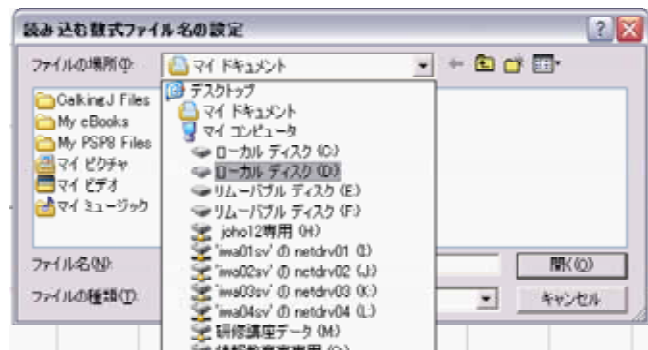 読み込む数式ファイル名の設定
ファイルの場所(I):
マイ ドキュメント
デスクトップ
マイ ドキュメント
マイ コンピュータ
ローカル ディスク (C:)
ローカル ディスク (D:)
リムーバブル ディスク (E:)
リムーバブル ディスク (F:)
joho12専用 (H:)
'iwa01sv' の netdrv01 (I:)
'iwa02sv' の netdrv02 (J:)
'iwa03sv' の netdrv03 (K:)
'iwa04sv' の netdrv04 (L:)
研修講座データ (M:)
CalkingJ Files
My eBooks
My PSP8 Files
マイ ピクチャ
マイ ビデオ
マイ ミュージック
ファイル名(N):
開く(O)
ファイルの種類(T):
キャンセル